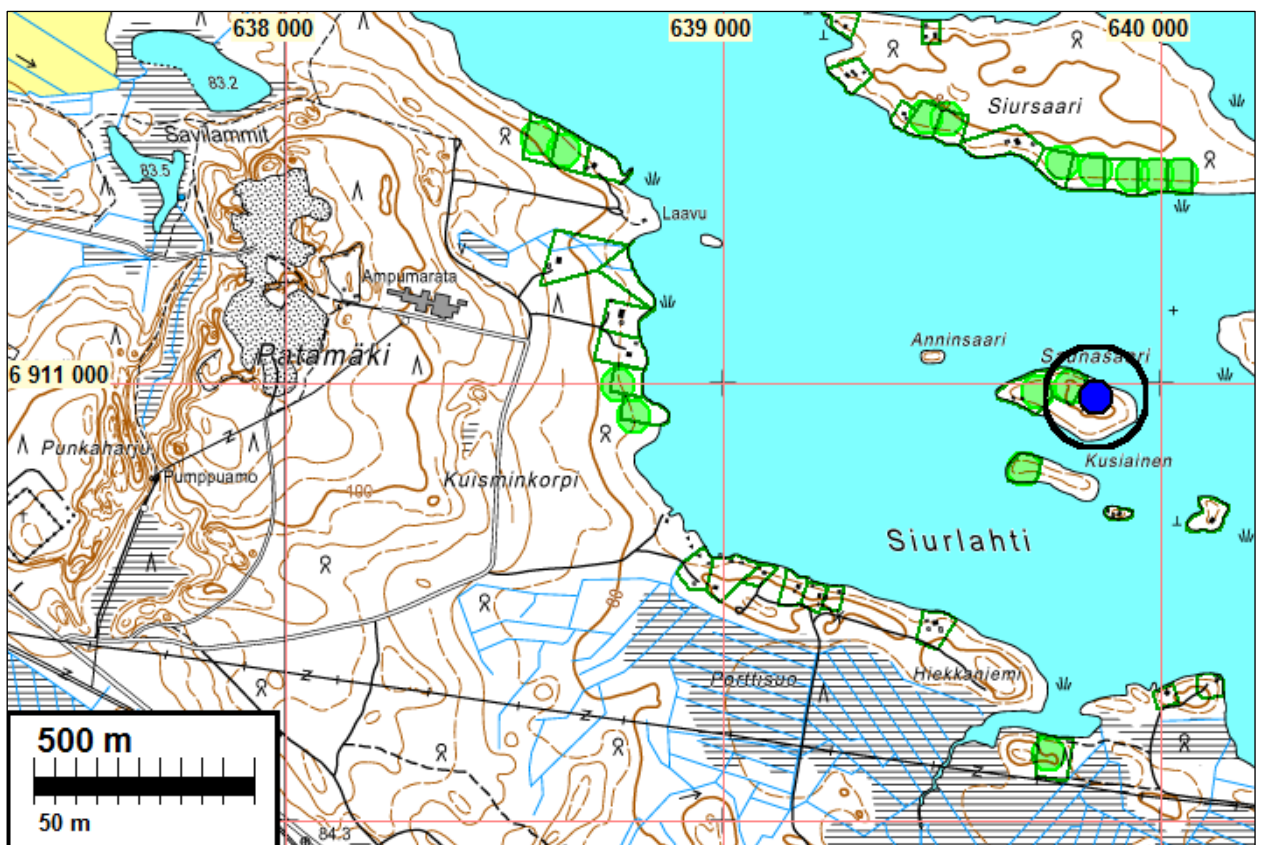 638 000
639 000
640 000
83.2
Savilammit
83.5
Siursaari
Laavu
Ampumarata
Patamäki
Anninsaari
Saunasaari
6 911 000
Punkaharju
Pumppuamo
Kuisminkorpi
100
Kusiainen
Siurlahti
80
Porttisuo
Hiekkaniemi
500 m
50 m
84.3